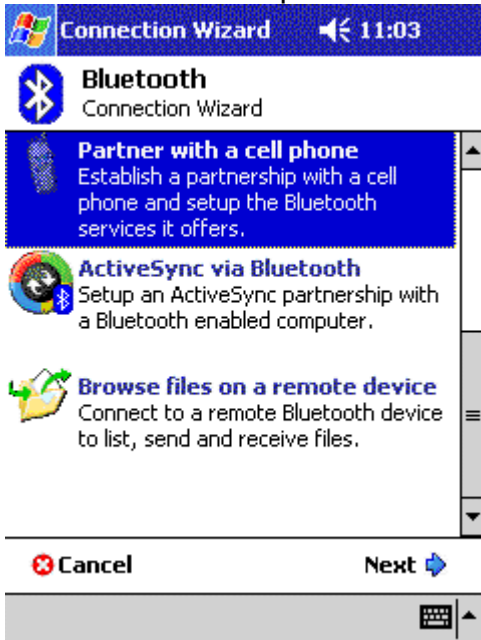 Connection Wizard 11:03
Bluetooth
Connection Wizard
Partner with a cell phone
Establish a partnership with a cell
phone and setup the Bluetooth
services it offers.
ActiveSync via Bluetooth
Setup an ActiveSync partnership with
a Bluetooth enabled computer.
Browse files on a remote device
Connect to a remote Bluetooth device
to list, send and receive files.
Cancel Next